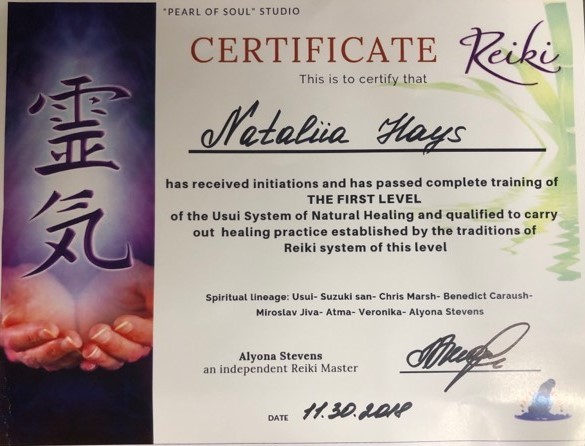 "PEARL OF SOUL" STUDIO
CERTIFICATE
Reiki
This is to certify that
Nataliia Hays
has received initiations and has passed complete training of
THE FIRST LEVEL
of the Usui System of Natural Healing and qualified to carry
out healing practice established by the traditions of
Reiki system of this level
Spiritual lineage: Usui- Suzuki san- Chris Marsh- Benedict Caraush-
Miroslav Jiva- Atma- Veronika- Alyona Stevens
Alyona Stevens
an independent Reiki Master
DATE 11.30.2018
靈
気